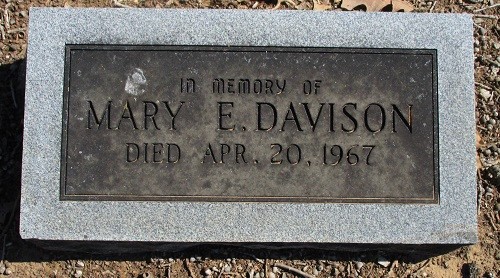 IN MEMORY OF
MARY E. DAVISON
DIED APR. 20, 1967